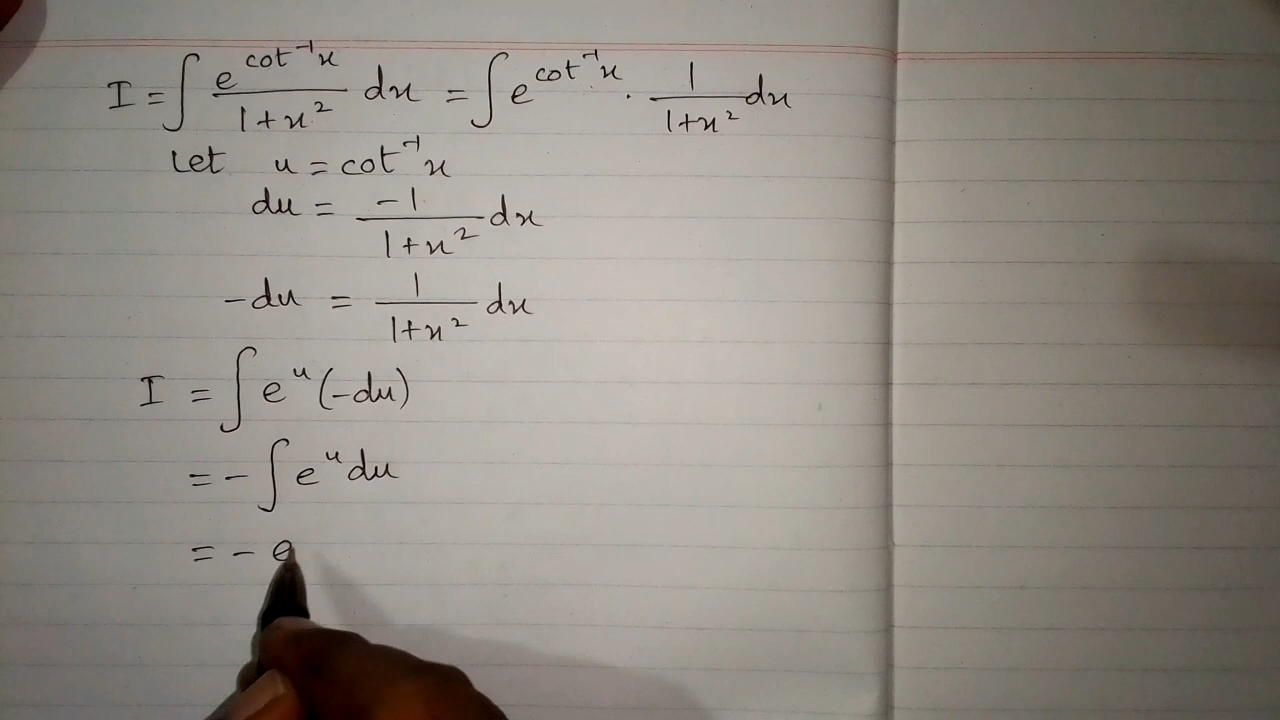 I = ∫ e^(cot⁻¹x) / (1+x²) dx = ∫ e^(cot⁻¹x) · 1/(1+x²) dx
Let u = cot⁻¹x
du = -1/(1+x²) dx
-du = 1/(1+x²) dx
I = ∫ e^u (-du)
= - ∫ e^u du
= - e